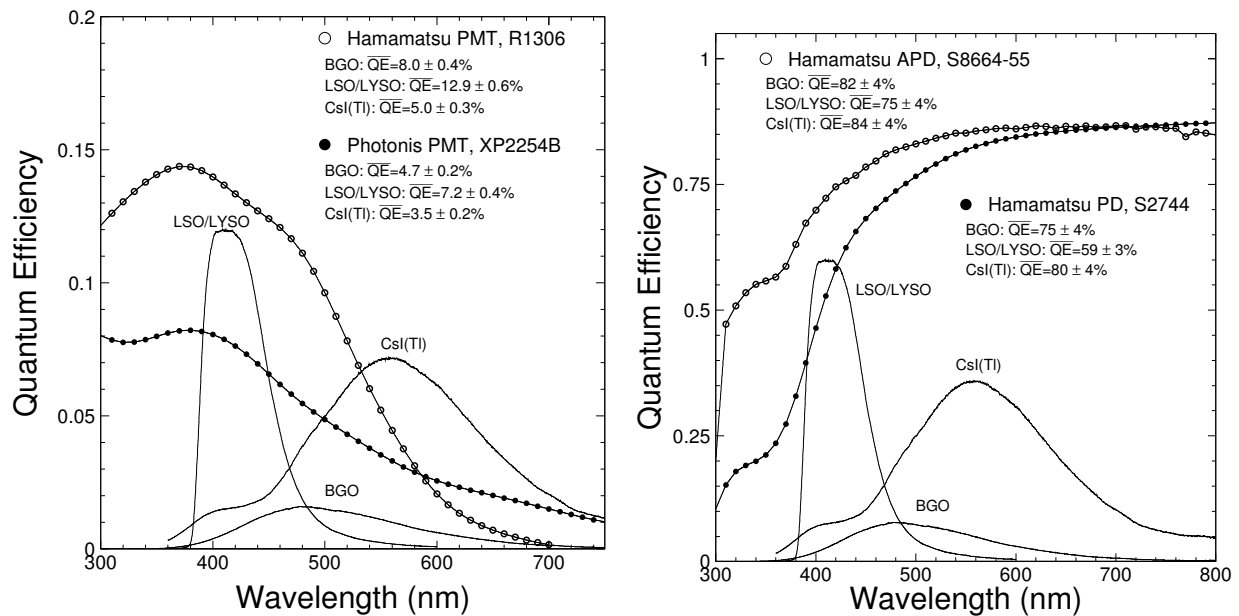 Hamamatsu PMT, R1306
BGO: QE=8.0 ± 0.4%
LSO/LYSO: QE=12.9 ± 0.6%
CsI(Tl): QE=5.0 ± 0.3%
Photonis PMT, XP2254B
BGO: QE=4.7 ± 0.2%
LSO/LYSO: QE=7.2 ± 0.4%
CsI(Tl): QE=3.5 ± 0.2%
LSO/LYSO
CsI(Tl)
BGO
0.2
0.15
0.1
0.05
0
Quantum Efficiency
300 400 500 600 700
Wavelength (nm)
Hamamatsu APD, S8664-55
BGO: QE=82 ± 4%
LSO/LYSO: QE=75 ± 4%
CsI(Tl): QE=84 ± 4%
Hamamatsu PD, S2744
BGO: QE=75 ± 4%
LSO/LYSO: QE=59 ± 3%
CsI(Tl): QE=80 ± 4%
LSO/LYSO
CsI(Tl)
BGO
1
0.75
0.5
0.25
0
Quantum Efficiency
300 400 500 600 700 800
Wavelength (nm)